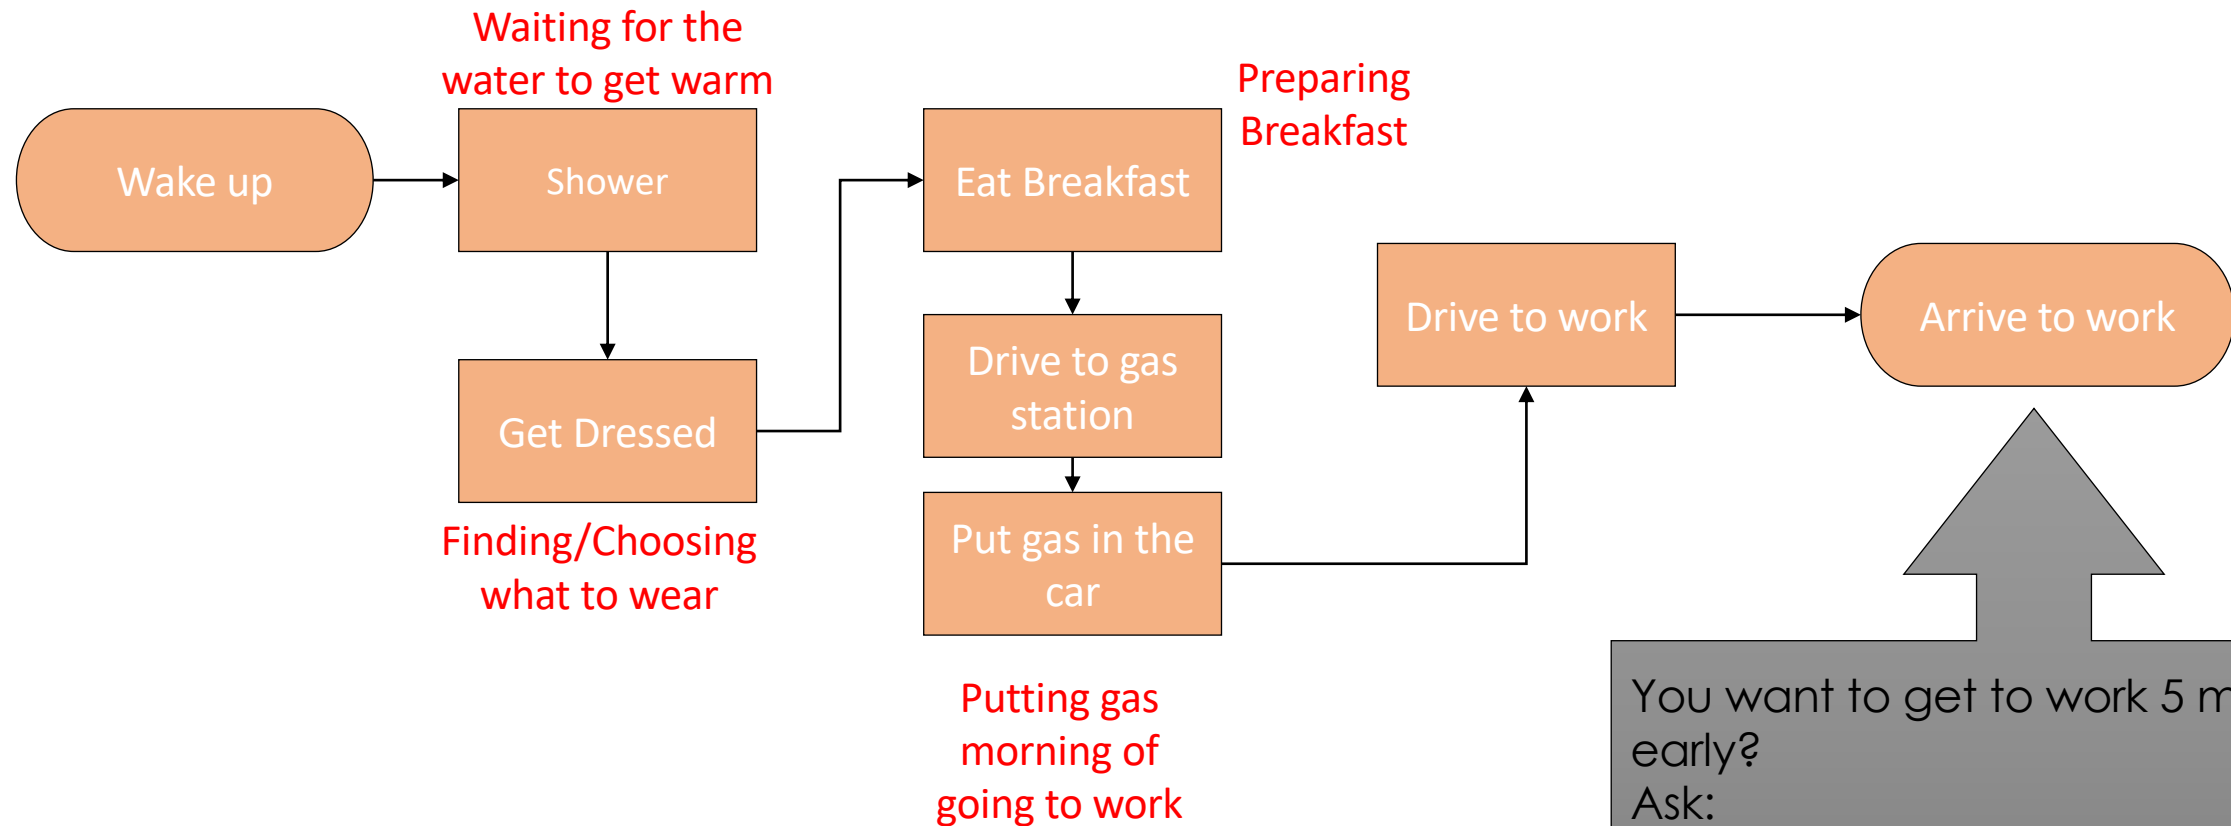 Waiting for the
water to get warm
Wake up
Shower
Eat Breakfast
Preparing
Breakfast
Get Dressed
Finding/Choosing
what to wear
Drive to gas
station
Put gas in the
car
Putting gas
morning of
going to work
Drive to work
Arrive to work
You want to get to work 5
early?
Ask: